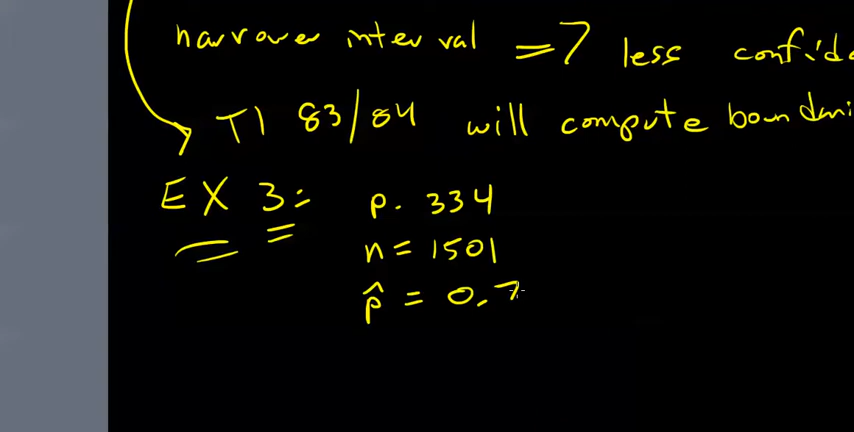 narrower interval => less confid
TI 83/84 will compute boundari
EX 3: p. 334
n = 1501
p̂ = 0.7